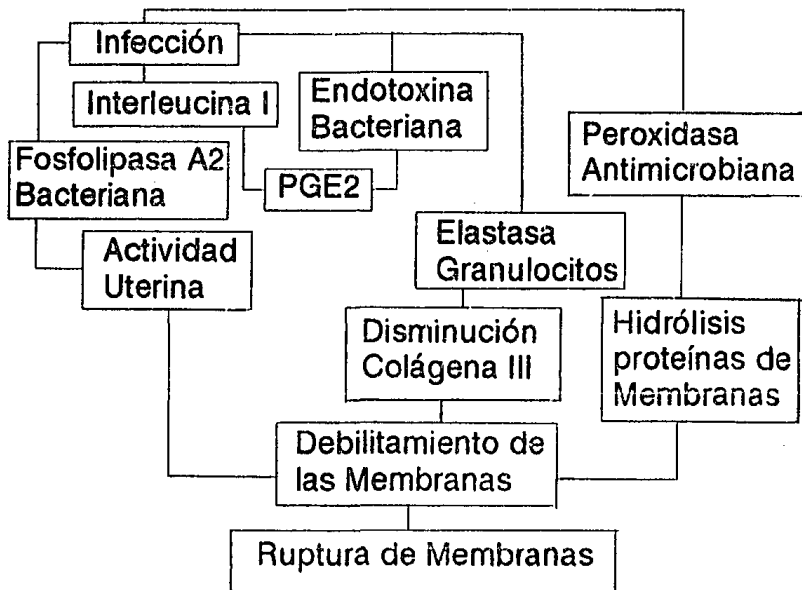 Infección
Interleucina I
Endotoxina
Bacteriana
Peroxidasa
Antimicrobiana
Fosfolipasa A2
Bacteriana
PGE2
Actividad
Uterina
Elastasa
Granulocitos
Disminución
Colágena III
Hidrólisis
proteínas de
Membranas
Debilitamiento de
las Membranas
Ruptura de Membranas